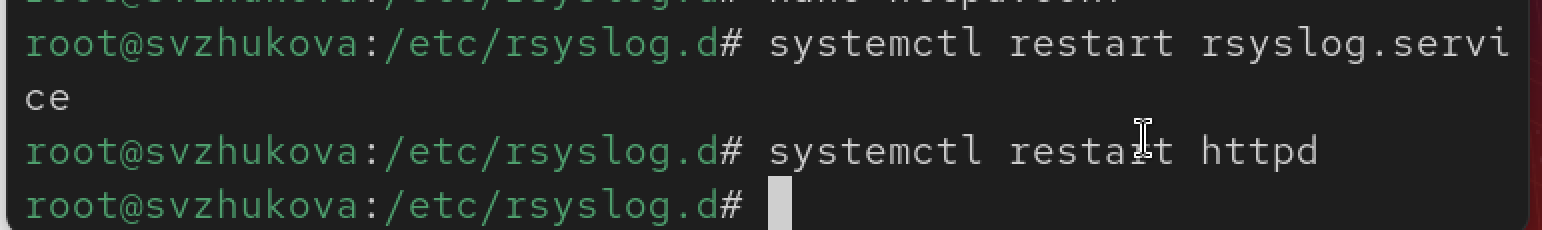 root@svzhukova:/etc/rsyslog.d# systemctl restart rsyslog.servi
ce
root@svzhukova:/etc/rsyslog.d# systemctl restart httpd
root@svzhukova:/etc/rsyslog.d#